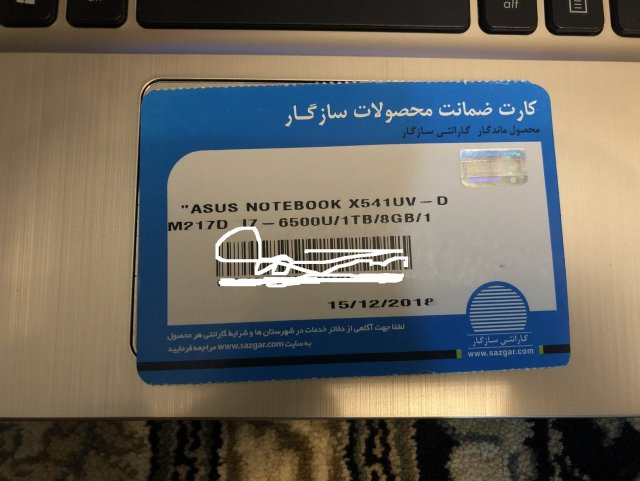 alt
کارت ضمانت محصولات سازگـار
محصول ماندگار گارانتی سازگار
"ASUS NOTEBOOK X541UV-D
M217D I7-6500U/1TB/8GB/1
15/12/2018
لطفا جهت آگاهی از دفاتر خدمات در شهرستان ها و شرایط گارانتی هر محصول
به سایت www.sazgar.com مراجعه فرمایید
گارانتی سازگار
www.sazgar.com